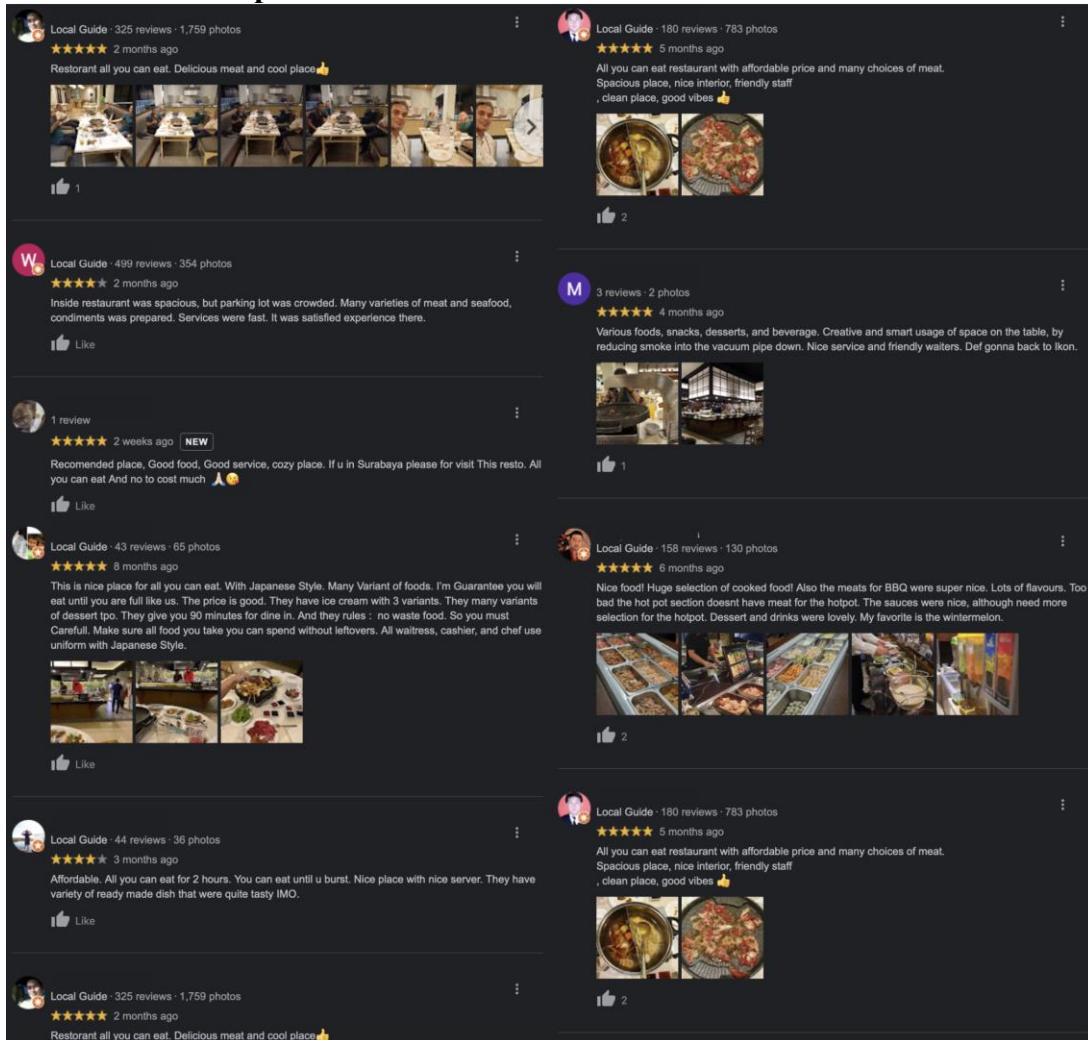 Local Guide · 325 reviews · 1,759 photos
2 months ago
Restorant all you can eat. Delicious meat and cool place👍
1
W
Local Guide · 499 reviews · 354 photos
2 months ago
Inside restaurant was spacious, but parking lot was crowded. Many varieties of meat and seafood,
condiments was prepared. Services were fast. It was satisfied experience there.
Like
1 review
2 weeks ago NEW
Recomended place, Good food, Good service, cozy place. If u in Surabaya please for visit This resto. All
you can eat And no to cost much 🙏😘
Like
Local Guide · 43 reviews · 65 photos
8 months ago
This is nice place for all you can eat. With Japanese Style. Many Variant of foods. I'm Guarantee you will
eat until you are full like us. The price is good. They have ice cream with 3 variants. They many variants
of dessert tpo. They give you 90 minutes for dine in. And they rules : no waste food. So you must
Carefull. Make sure all food you take you can spend without leftovers. All waitress, cashier, and chef use
uniform with Japanese Style.
Like
Local Guide · 44 reviews · 36 photos
3 months ago
Affordable. All you can eat for 2 hours. You can eat until u burst. Nice place with nice server. They have
variety of ready made dish that were quite tasty IMO.
Like
Local Guide · 325 reviews · 1,759 photos
2 months ago
Restorant all you can eat. Delicious meat and cool place👍
Local Guide · 180 reviews · 783 photos
5 months ago
All you can eat restaurant with affordable price and many choices of meat.
Spacious place, nice interior, friendly staff
, clean place, good vibes 👍
2
M
3 reviews · 2 photos
4 months ago
Various foods, snacks, desserts, and beverage. Creative and smart usage of space on the table, by
reducing smoke into the vacuum pipe down. Nice service and friendly waiters. Def gonna back to Ikon.
1
Local Guide · 158 reviews · 130 photos
6 months ago
Nice food! Huge selection of cooked food! Also the meats for BBQ were super nice. Lots of flavours. Too
bad the hot pot section doesnt have meat for the hotpot. The sauces were nice, although need more
selection for the hotpot. Dessert and drinks were lovely. My favorite is the wintermelon.
2
Local Guide · 180 reviews · 783 photos
5 months ago
All you can eat restaurant with affordable price and many choices of meat.
Spacious place, nice interior, friendly staff
, clean place, good vibes 👍
2